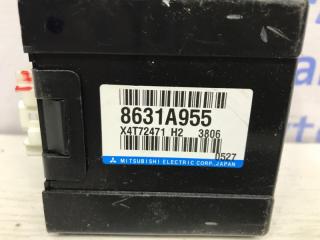 8631A955
X4T72471 H2 3806
0527
MITSUBISHI ELECTRIC CORP.,JAPAN